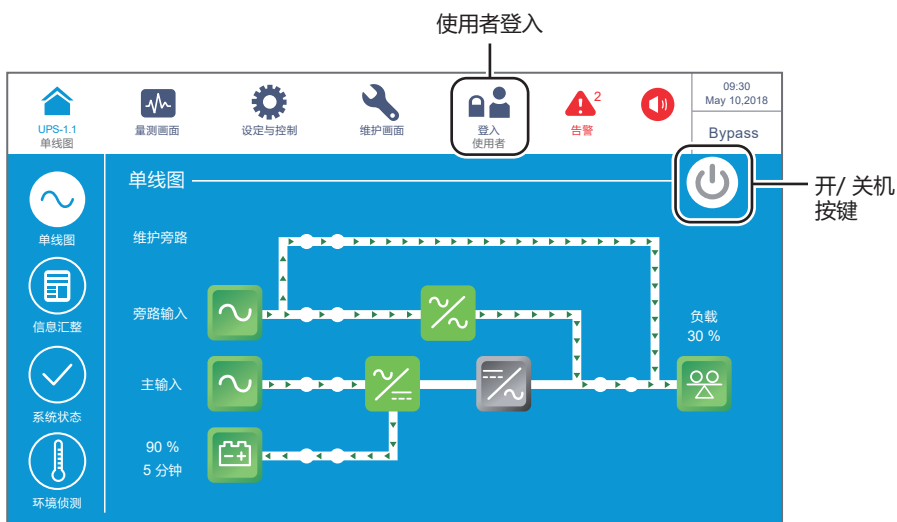 使用者登入
UPS-1.1
单线图
量测画面
设定与控制
维护画面
登入
使用者
2
告警
09:30
May 10,2018
Bypass
单线图
开/ 关机
按键
单线图
维护旁路
信息汇整
旁路输入
负载
30 %
主输入
系统状态
90 %
5 分钟
环境侦测